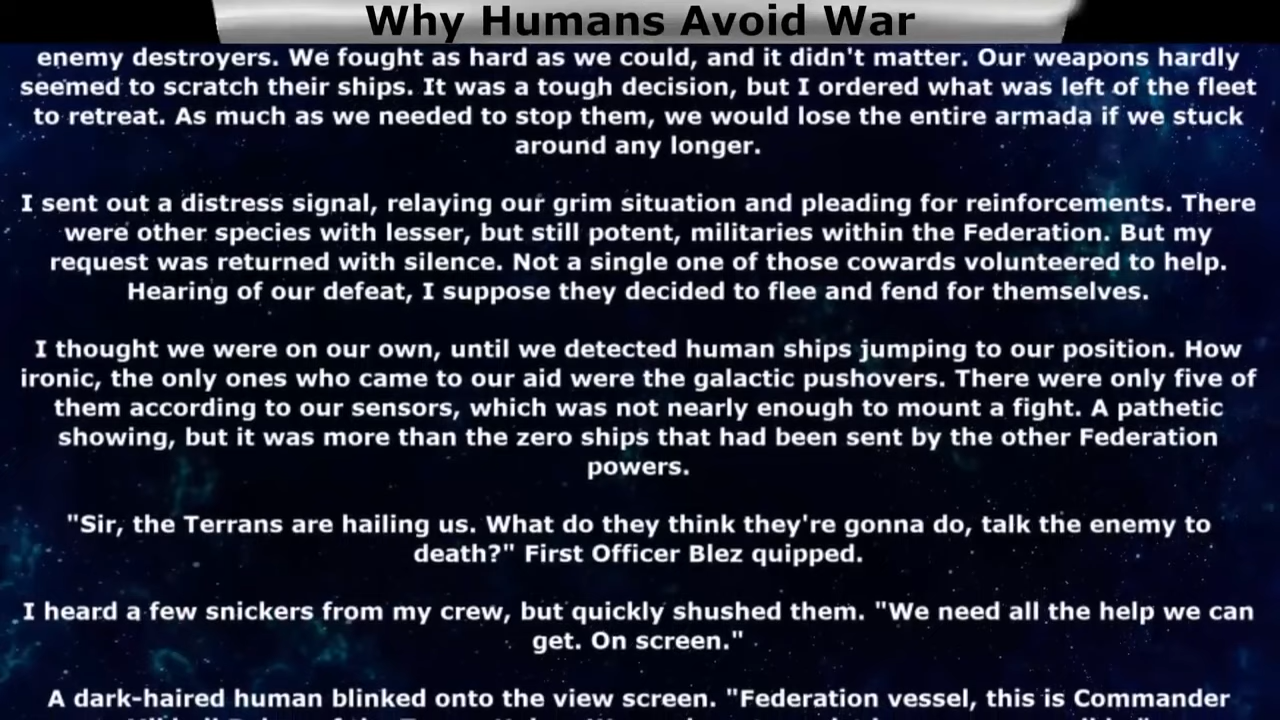 Why Humans Avoid War
enemy destroyers. We fought as hard as we could, and it didn't matter. Our weapons hardly
seemed to scratch their ships. It was a tough decision, but I ordered what was left of the fleet
to retreat. As much as we needed to stop them, we would lose the entire armada if we stuck
around any longer.
I sent out a distress signal, relaying our grim situation and pleading for reinforcements. There
were other species with lesser, but still potent, militaries within the Federation. But my
request was returned with silence. Not a single one of those cowards volunteered to help.
Hearing of our defeat, I suppose they decided to flee and fend for themselves.
I thought we were on our own, until we detected human ships jumping to our position. How
ironic, the only ones who came to our aid were the galactic pushovers. There were only five of
them according to our sensors, which was not nearly enough to mount a fight. A pathetic
showing, but it was more than the zero ships that had been sent by the other Federation
powers.
"Sir, the Terrans are hailing us. What do they think they're gonna do, talk the enemy to
death?" First Officer Blez quipped.
I heard a few snickers from my crew, but quickly shushed them. "We need all the help we can
get. On screen."
A dark-haired human blinked onto the view screen. "Federation vessel, this is Commander